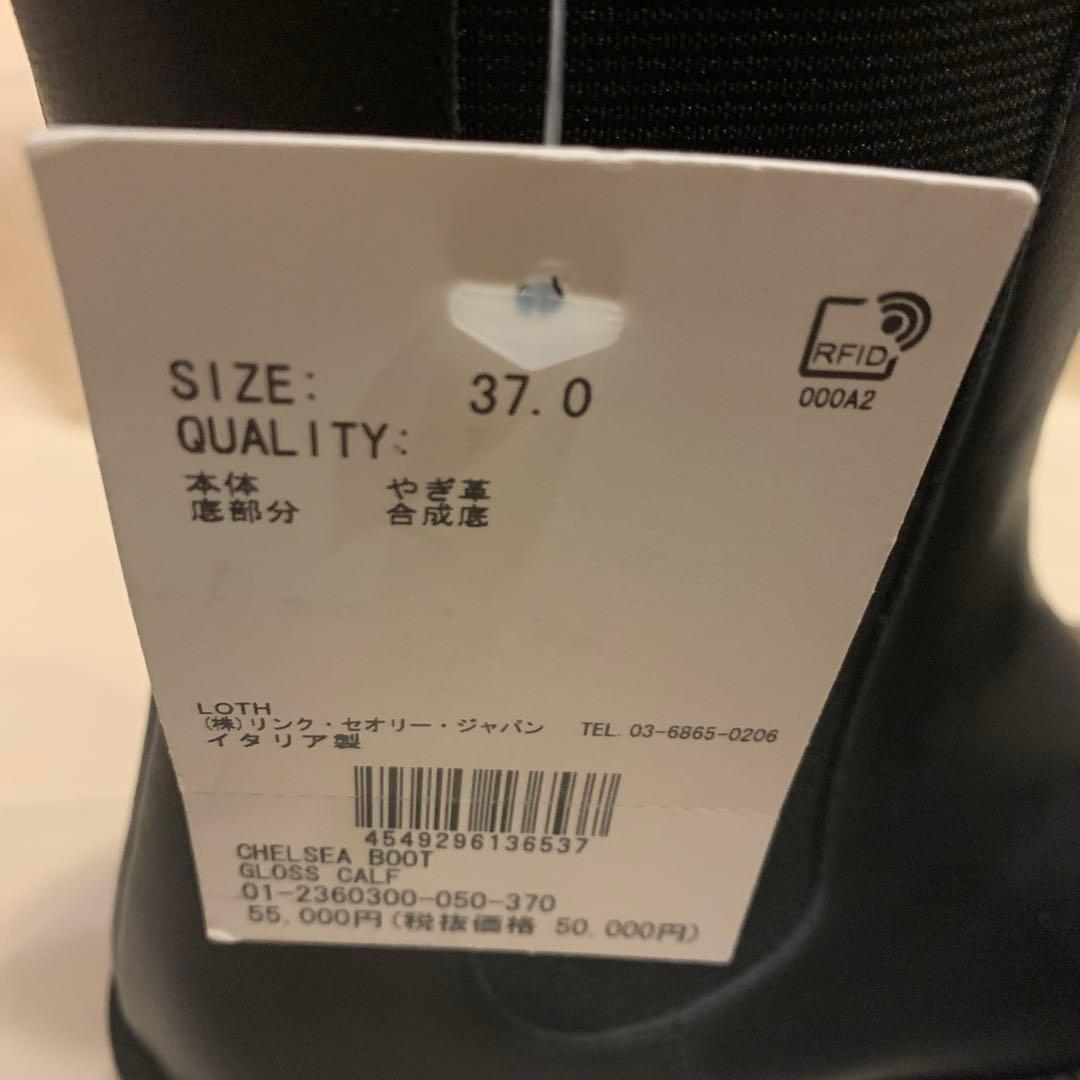 RFID
000A2
SIZE: 37.0
QUALITY:
本体 やぎ革
底部分 合成底
LOTH
(株)リンク・セオリー・ジャパン TEL. 03-6865-0206
イタリア製
4549296136537
CHELSEA BOOT
GLOSS CALF
01-2360300-050-370
55,000円(税抜価格 50,000円)